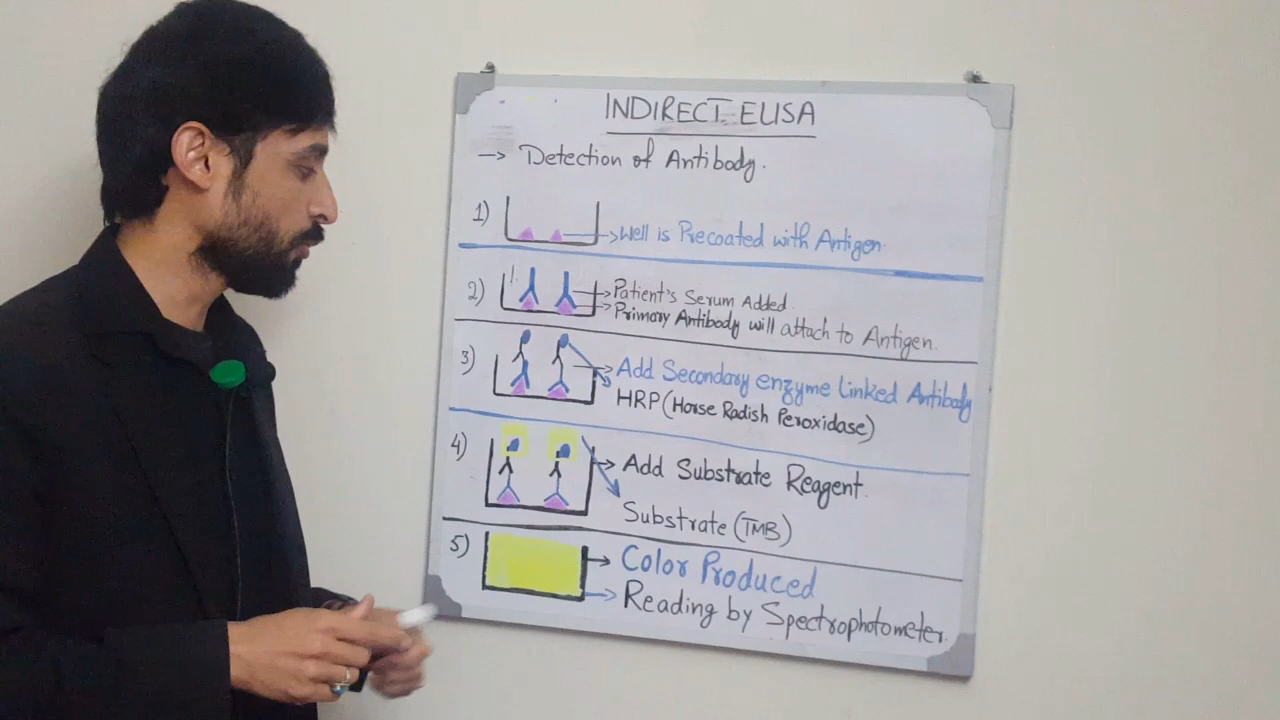 INDIRECT ELISA
→ Detection of Antibody.
1) → Well is Precoated with Antigen
2) → Patient's Serum Added.
→ Primary Antibody will attach to Antigen.
3) → Add Secondary enzyme Linked Antibody
HRP (Horse Radish Peroxidase)
4) → Add Substrate Reagent.
Substrate (TMB)
5) → Color Produced
→ Reading by Spectrophotometer.